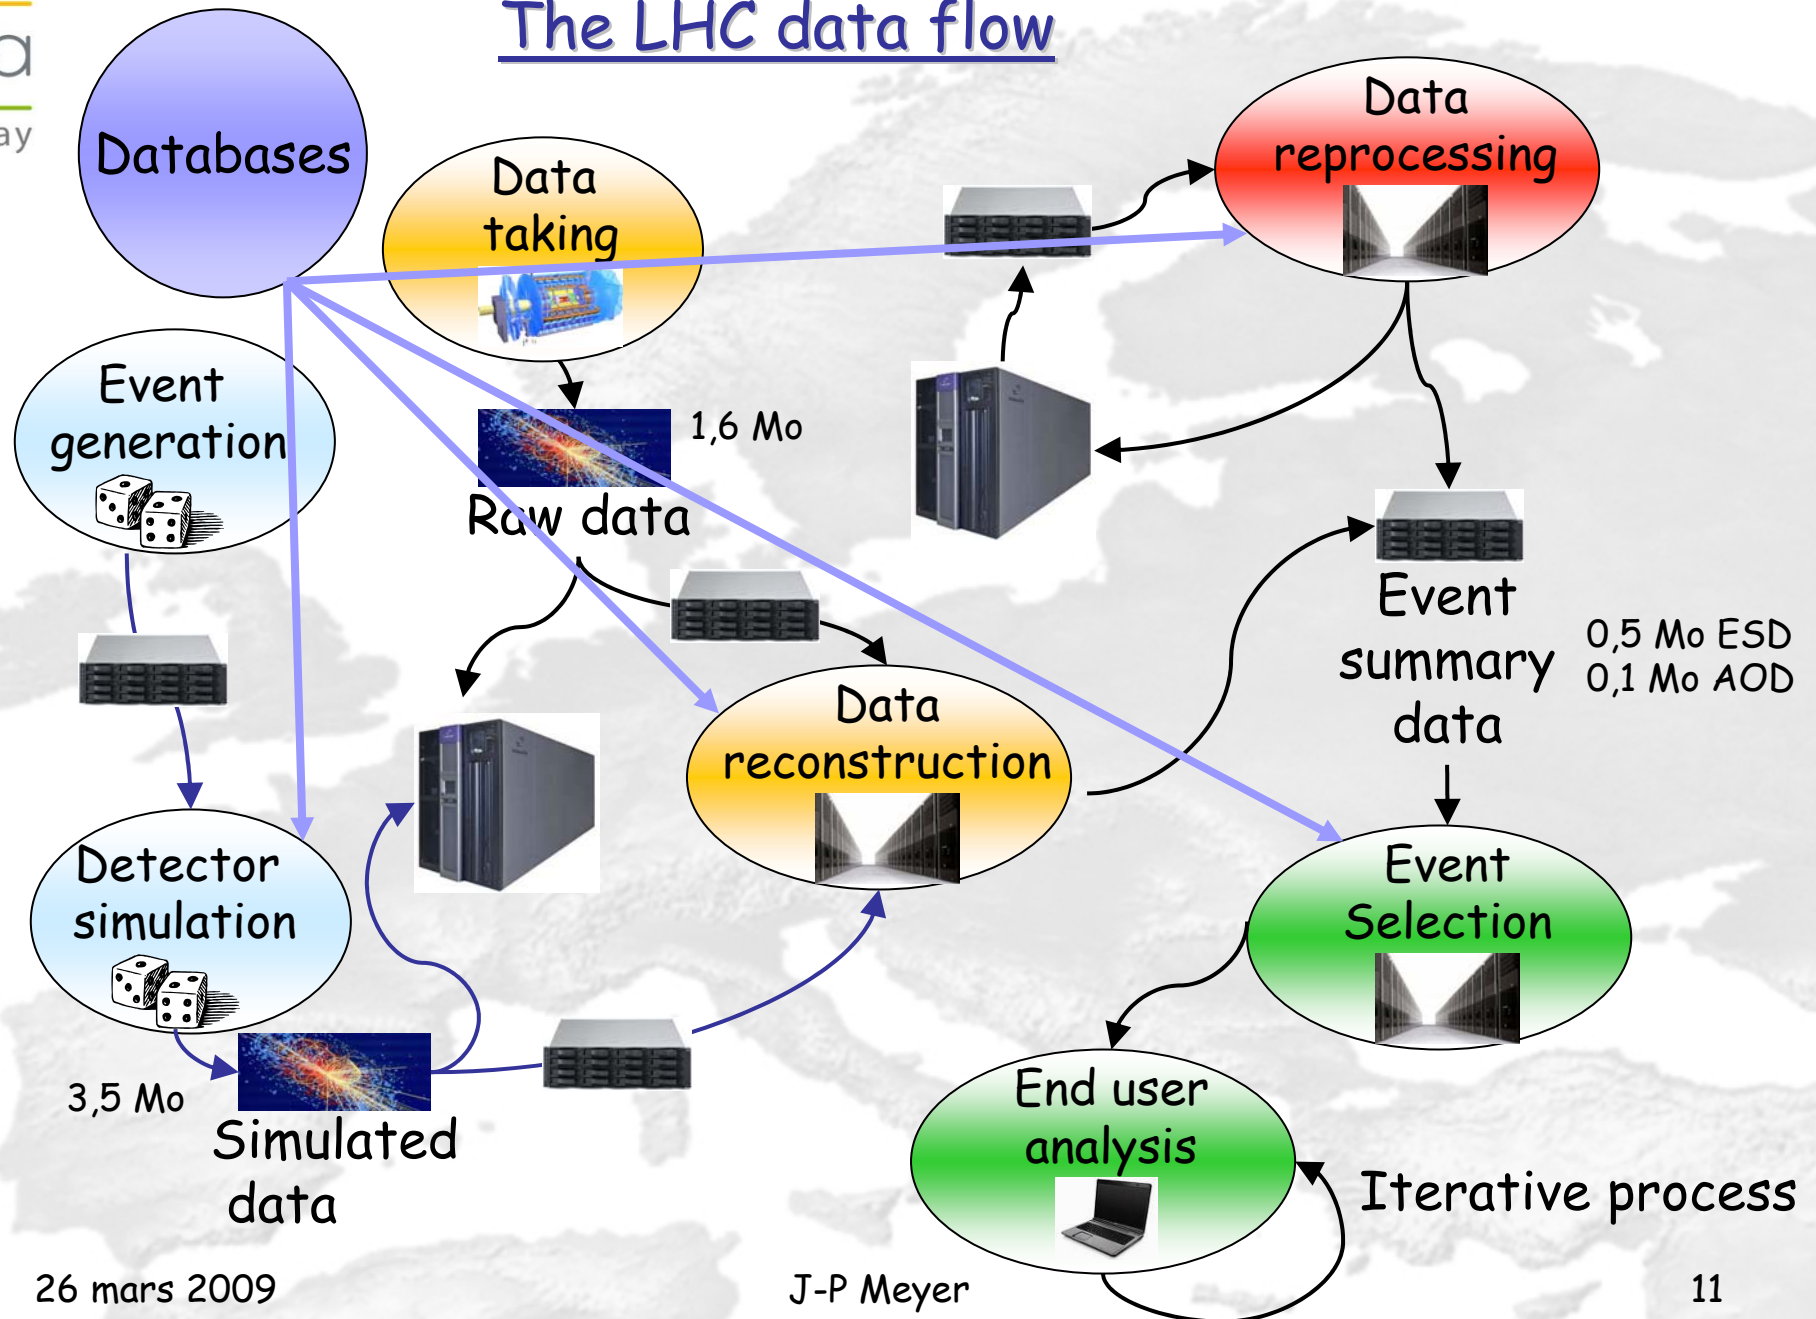 The LHC data flow
a
ay
Databases
Data
taking
Data
reprocessing
Event
generation
1,6 Mo
Raw data
Event
summary
data
0,5 Mo ESD
0,1 Mo AOD
Data
reconstruction
Detector
simulation
Event
Selection
3,5 Mo
Simulated
data
End user
analysis
Iterative process
26 mars 2009
J-P Meyer
11